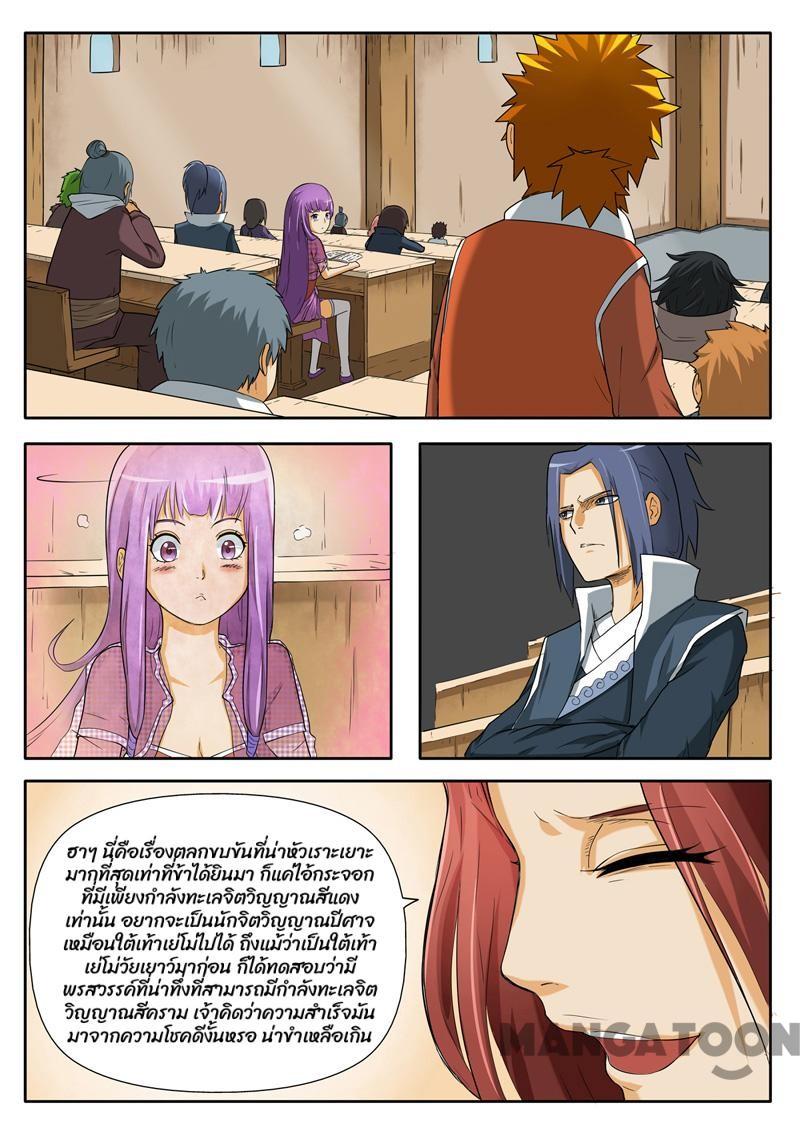 ฮาๆ นี่คือเรื่องตลกขบขันที่น่าหัวเราะเยาะ
มากที่สุดเท่าที่ข้าได้ยินมา ก็แค่ไอ้กระจอก
ที่มีเพียงกำลังทะเลจิตวิญญาณสีแดง
เท่านั้น อยากจะเป็นนักจิตวิญญาณปีศาจ
เหมือนใต้เท้าเย่โม่ไปได้ ถึงแม้ว่าเป็นใต้เท้า
เย่โม่วัยเยาว์มาก่อน ก็ได้ทดสอบว่ามี
พรสวรรค์ที่น่าทึ่งที่สามารถมีกำลังทะเลจิต
วิญญาณสีคราม เจ้าคิดว่าความสำเร็จมัน
มาจากความโชคดีงั้นหรอ น่าขำเหลือเกิน
MANGATOON